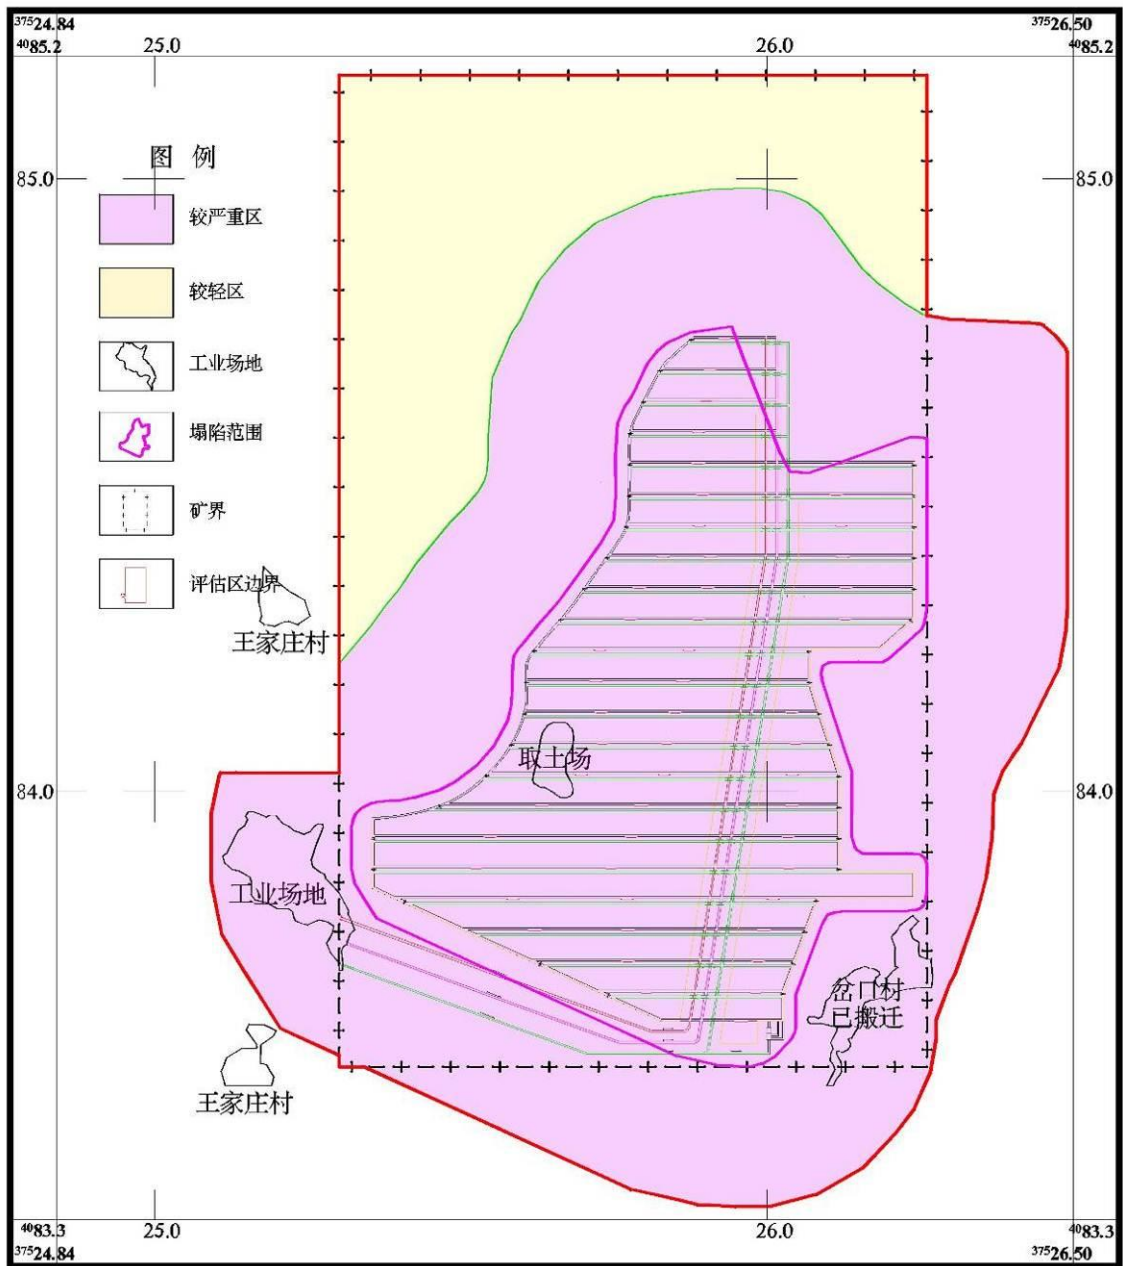 37524.84
37526.50
4085.2
25.0
26.0
4085.2
图 例
85.0
85.0
较严重区
较轻区
工业场地
塌陷范围
矿界
评估区边界
王家庄村
取土场
84.0
84.0
工业场地
岔口村
已搬迁
王家庄村
4083.3
25.0
26.0
4083.3
37524.84
37526.50